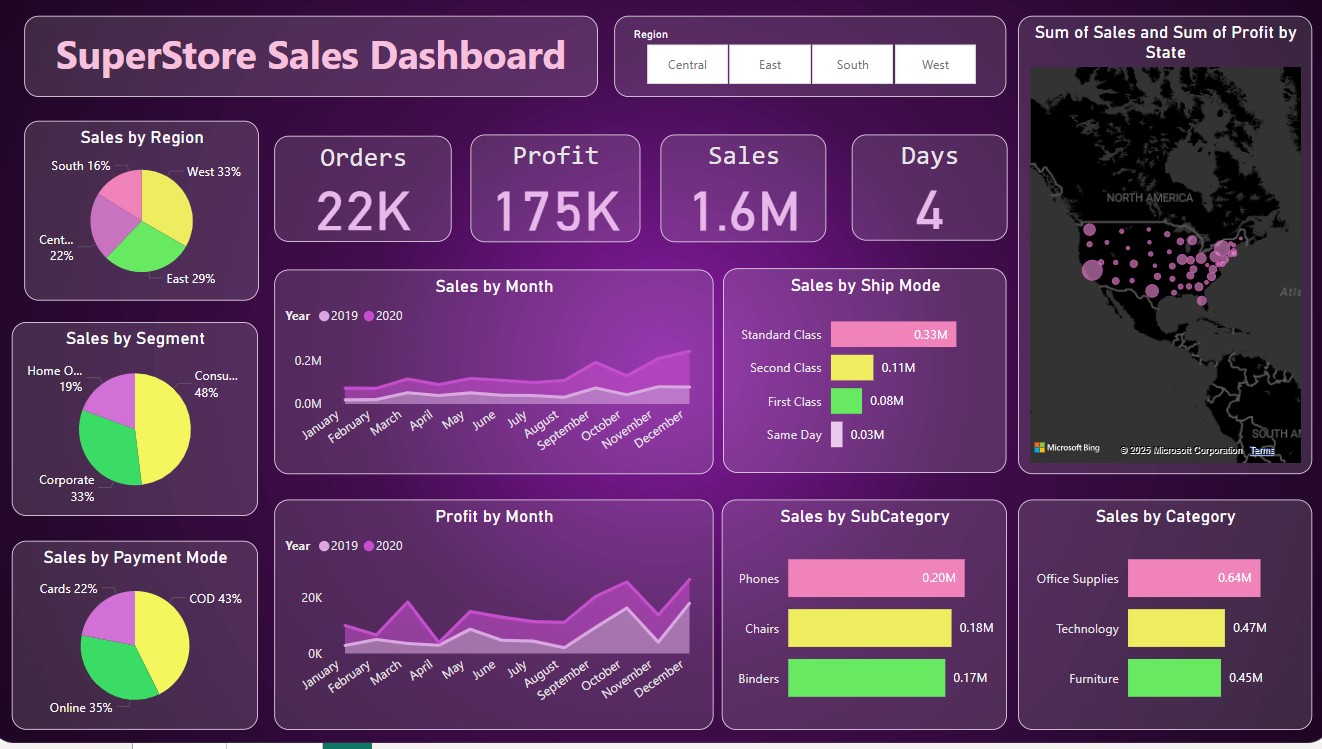 SuperStore Sales Dashboard
Region
Central
East
South
West
Sum of Sales and Sum of Profit by
State
NORTH AMERICA
Atle
SOUTH AM
Microsoft Bing
© 2025 Microsoft Corporation
Terms
Sales by Region
South 16%
West 33%
Cent...
22%
East 29%
Orders
22K
Profit
175K
Sales
1.6M
Days
4
Sales by Segment
Home O...
19%
Consu...
48%
Corporate
33%
Sales by Month
Year
2019
2020
0.2M
0.0M
January
February
March
April
May
June
July
August
September
October
November
December
Sales by Ship Mode
Standard Class
0.33M
Second Class
0.11M
First Class
0.08M
Same Day
0.03M
Sales by Payment Mode
Cards 22%
COD 43%
Online 35%
Profit by Month
Year
2019
2020
20K
0K
January
February
March
April
May
June
July
August
September
October
November
December
Sales by SubCategory
Phones
0.20M
Chairs
0.18M
Binders
0.17M
Sales by Category
Office Supplies
0.64M
Technology
0.47M
Furniture
0.45M